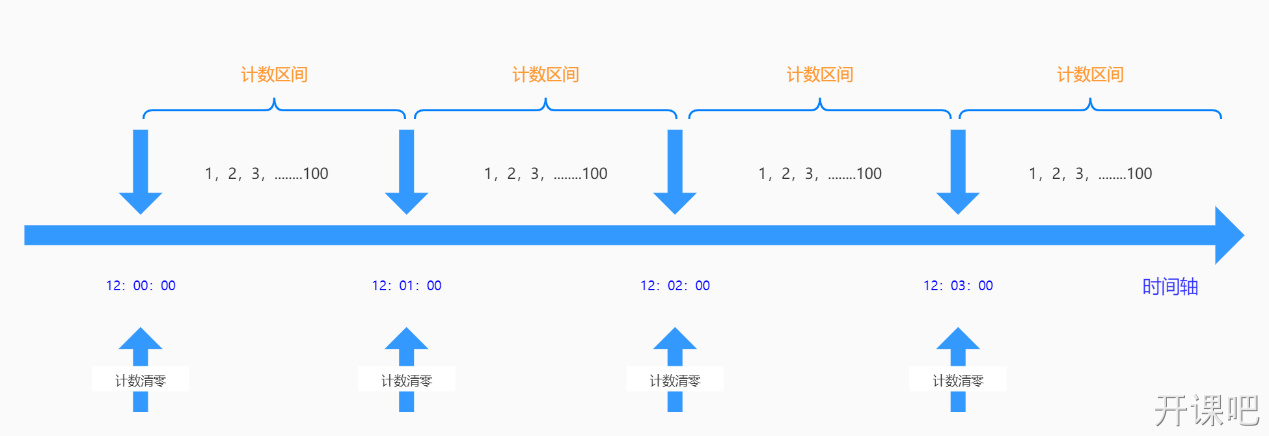 计数区间 计数区间 计数区间 计数区间
1，2，3，........100 1，2，3，........100 1，2，3，........100 1，2，3，........100
12：00：00 12：01：00 12：02：00 12：03：00 时间轴
计数清零 计数清零 计数清零 计数清零
开课吧